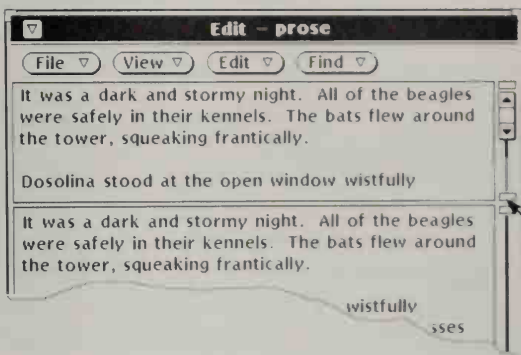 Edit – prose
File View Edit Find
It was a dark and stormy night. All of the beagles
were safely in their kennels. The bats flew around
the tower, squeaking frantically.
Dosolina stood at the open window wistfully
It was a dark and stormy night. All of the beagles
were safely in their kennels. The bats flew around
the tower, squeaking frantically.
wistfully
sses